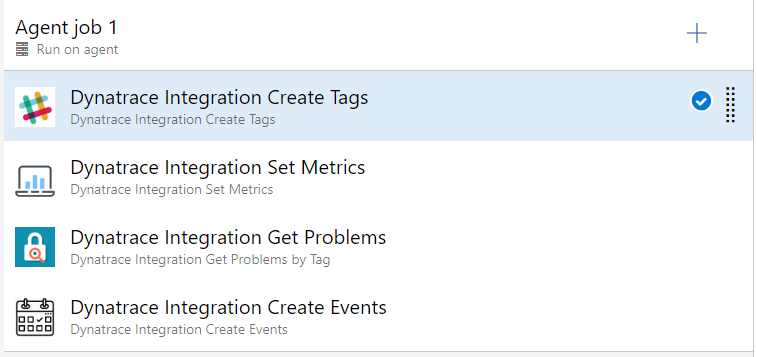 Agent job 1
Run on agent
Dynatrace Integration Create Tags
Dynatrace Integration Create Tags
Dynatrace Integration Set Metrics
Dynatrace Integration Set Metrics
Dynatrace Integration Get Problems
Dynatrace Integration Get Problems by Tag
Dynatrace Integration Create Events
Dynatrace Integration Create Events